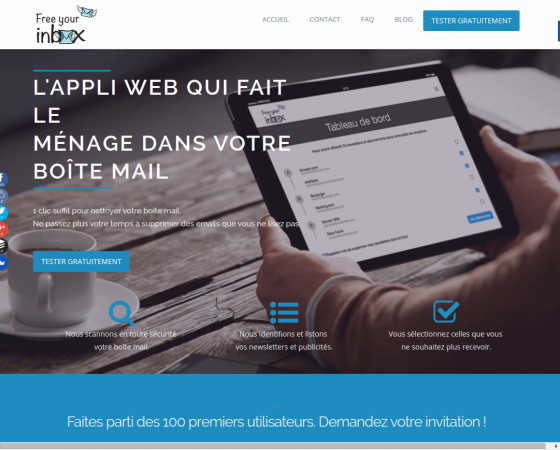 Free your
inbox
ACCUEIL CONTACT FAQ BLOG TESTER GRATUITEMENT
L'APPLI WEB QUI FAIT
LE
MÉNAGE DANS VOTRE
BOÎTE MAIL
1 clic suffit pour nettoyer votre boite mail.
Ne passez plus votre temps à supprimer des emails que vous ne lisez pas.
TESTER GRATUITEMENT
Free your
inbox
Tableau de bord
Nous scannons en toute sécurité
votre boîte mail.
Nous identifions et listons
vos newsletters et publicités.
Vous sélectionnez celles que vous
ne souhaitez plus recevoir.
Faites parti des 100 premiers utilisateurs. Demandez votre invitation !